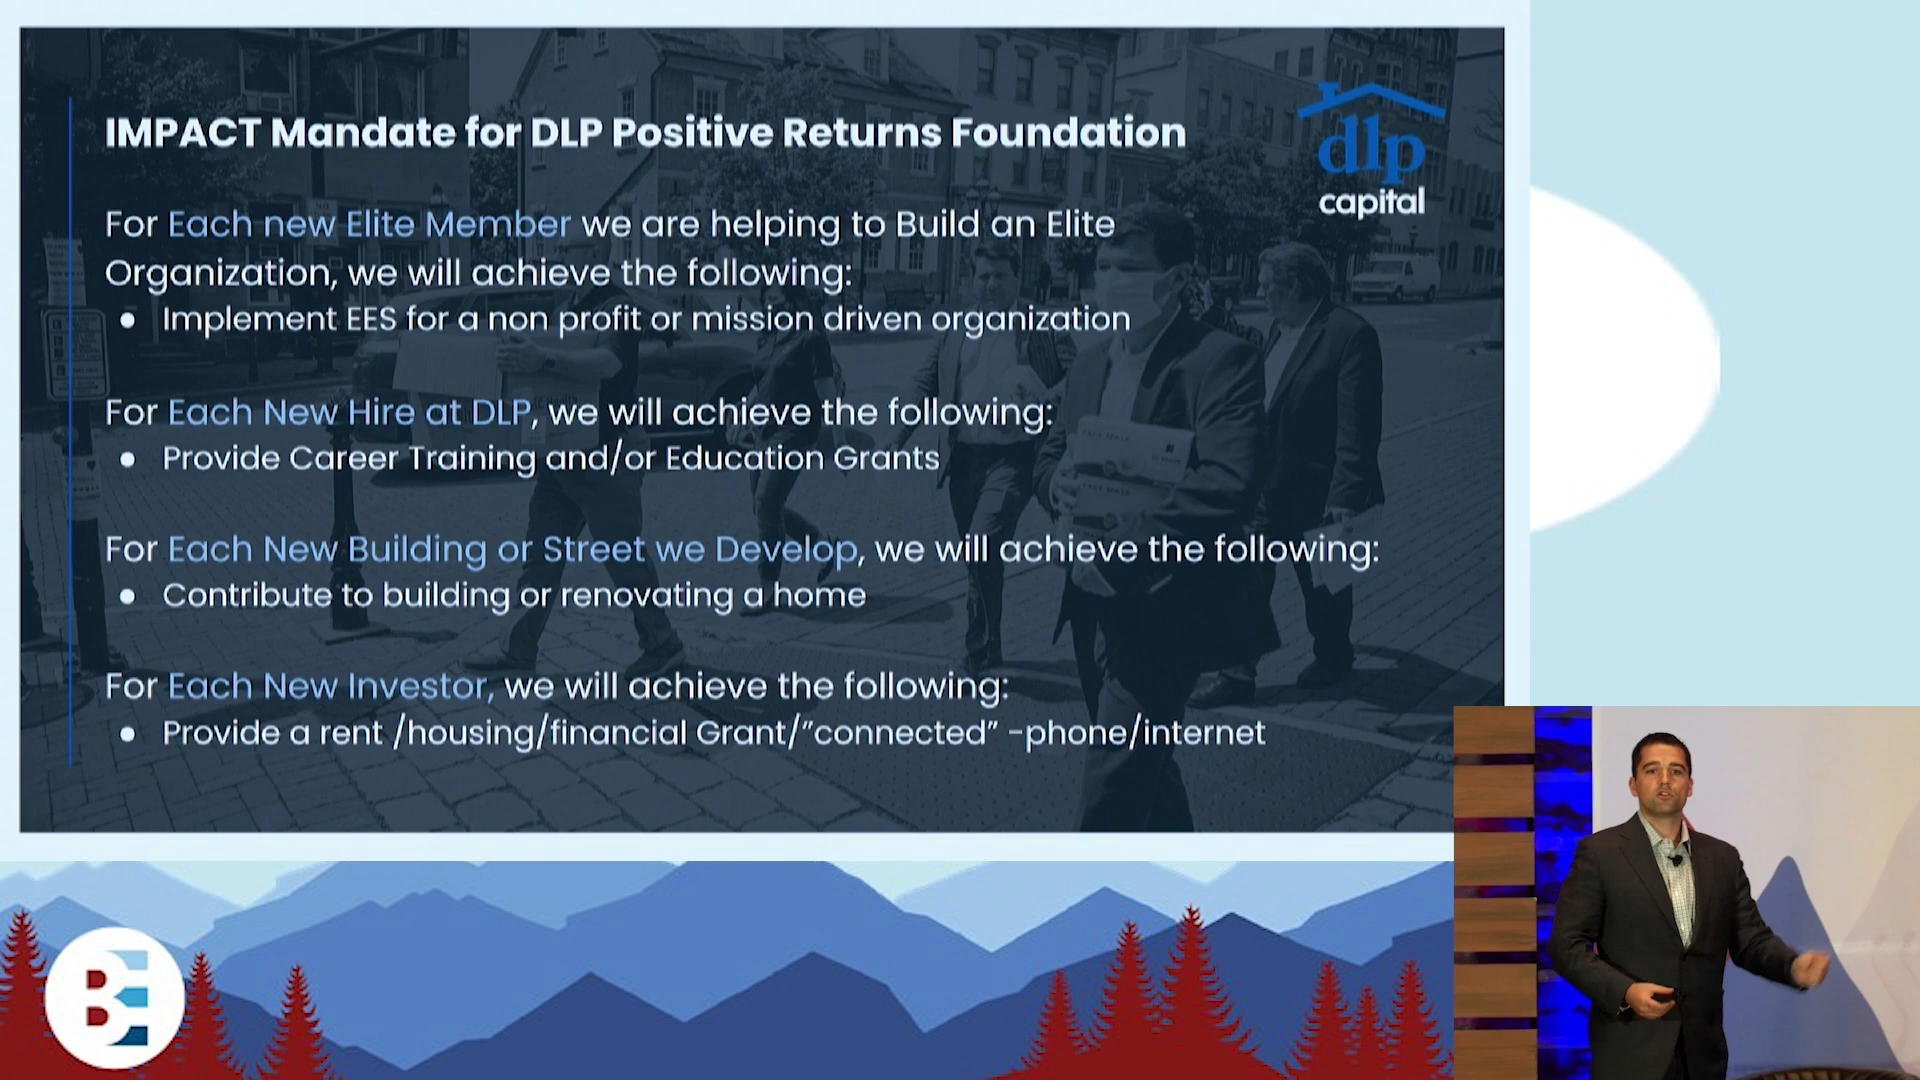 IMPACT Mandate for DLP Positive Returns Foundation
dlp
capital
For Each new Elite Member we are helping to Build an Elite
Organization, we will achieve the following:
● Implement EES for a non profit or mission driven organization
For Each New Hire at DLP, we will achieve the following:
● Provide Career Training and/or Education Grants
For Each New Building or Street we Develop, we will achieve the following:
● Contribute to building or renovating a home
For Each New Investor, we will achieve the following:
● Provide a rent /housing/financial Grant/”connected” -phone/internet
BE